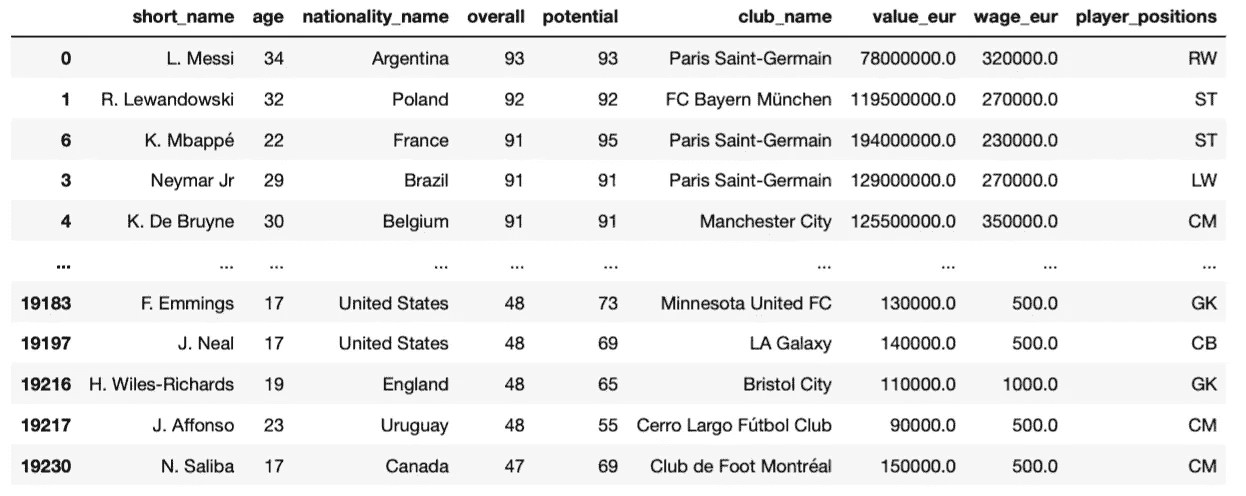 short_name age nationality_name overall potential club_name value_eur wage_eur player_positions
0 L. Messi 34 Argentina 93 93 Paris Saint-Germain 78000000.0 320000.0 RW
1 R. Lewandowski 32 Poland 92 92 FC Bayern München 119500000.0 270000.0 ST
6 K. Mbappé 22 France 91 95 Paris Saint-Germain 194000000.0 230000.0 ST
3 Neymar Jr 29 Brazil 91 91 Paris Saint-Germain 129000000.0 270000.0 LW
4 K. De Bruyne 30 Belgium 91 91 Manchester City 125500000.0 350000.0 CM
... ... ... ... ... ... ... ... ... ...
19183 F. Emmings 17 United States 48 73 Minnesota United FC 130000.0 500.0 GK
19197 J. Neal 17 United States 48 69 LA Galaxy 140000.0 500.0 CB
19216 H. Wiles-Richards 19 England 48 65 Bristol City 110000.0 1000.0 GK
19217 J. Affonso 23 Uruguay 48 55 Cerro Largo Fútbol Club 90000.0 500.0 CM
19230 N. Saliba 17 Canada 47 69 Club de Foot Montréal 150000.0 500.0 CM